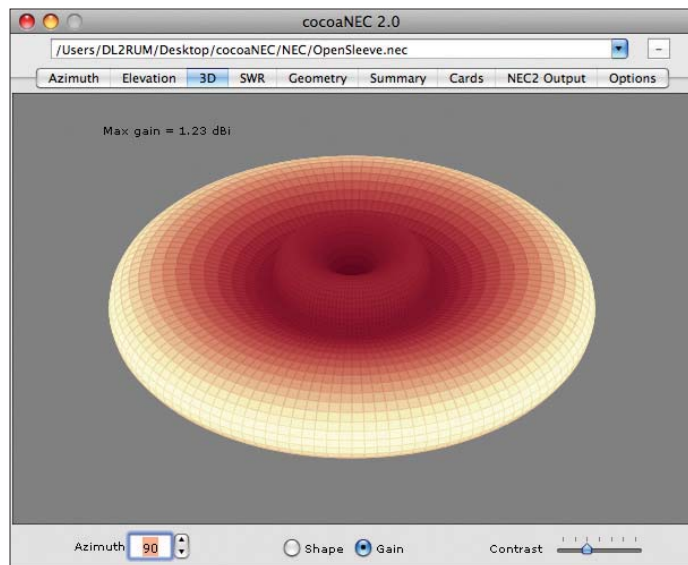 cocoaNEC 2.0
/Users/DL2RUM/Desktop/cocoaNEC/NEC/OpenSleeve.nec
Azimuth Elevation 3D SWR Geometry Summary Cards NEC2 Output Options
Max gain = 1.23 dBi
Azimuth 90 Shape Gain Contrast